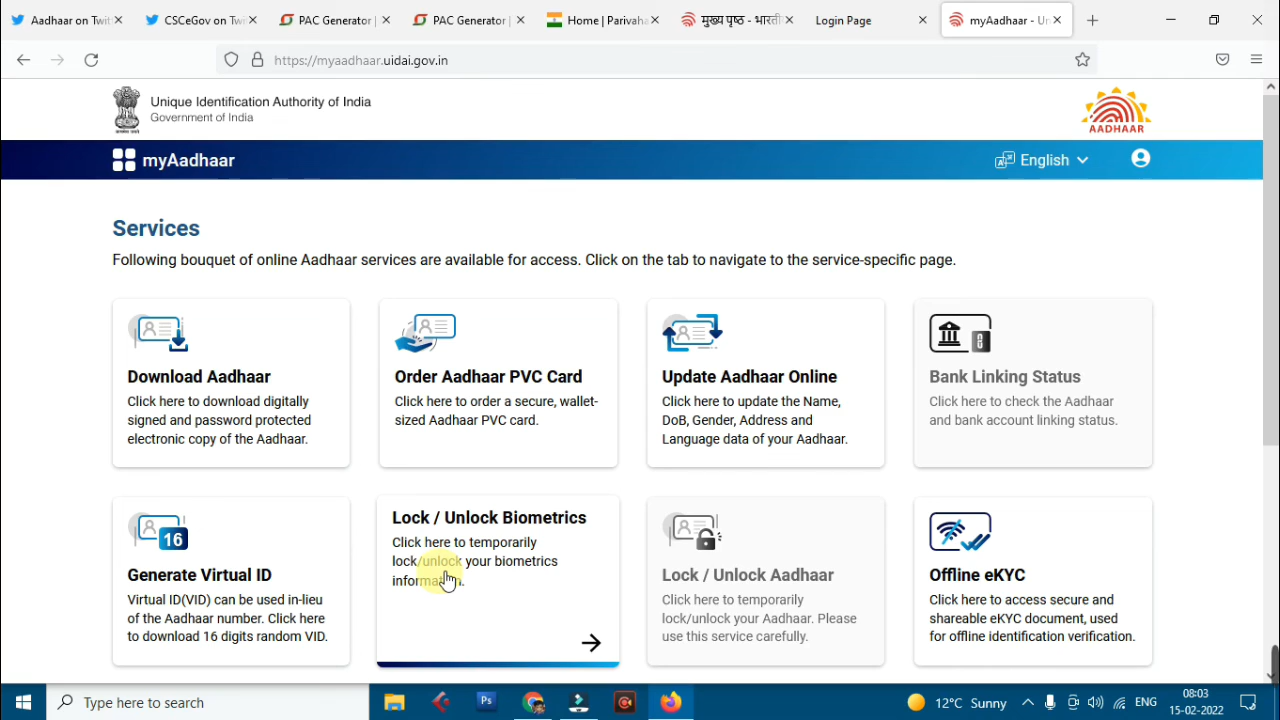 Aadhaar on Twi
CSCeGov on Twi
PAC Generator |
PAC Generator |
Home | Parivaha
मुख्य पृष्ठ - भारती
Login Page
myAadhaar - Un
https://myaadhaar.uidai.gov.in
Unique Identification Authority of India
Government of India
AADHAAR
myAadhaar
English
Services
Following bouquet of online Aadhaar services are available for access. Click on the tab to navigate to the service-specific page.
Download Aadhaar
Click here to download digitally
signed and password protected
electronic copy of the Aadhaar.
Order Aadhaar PVC Card
Click here to order a secure, wallet-
sized Aadhaar PVC card.
Update Aadhaar Online
Click here to update the Name,
DoB, Gender, Address and
Language data of your Aadhaar.
Bank Linking Status
Click here to check the Aadhaar
and bank account linking status.
16
Generate Virtual ID
Virtual ID(VID) can be used in-lieu
of the Aadhaar number. Click here
to download 16 digits random VID.
Lock / Unlock Biometrics
Click here to temporarily
lock/unlock your biometrics
information.
Lock / Unlock Aadhaar
Click here to temporarily
lock/unlock your Aadhaar. Please
use this service carefully.
Offline eKYC
Click here to access secure and
shareable eKYC document, used
for offline identification verification.
Type here to search
Ps
12°C Sunny
ENG
08:03
15-02-2022